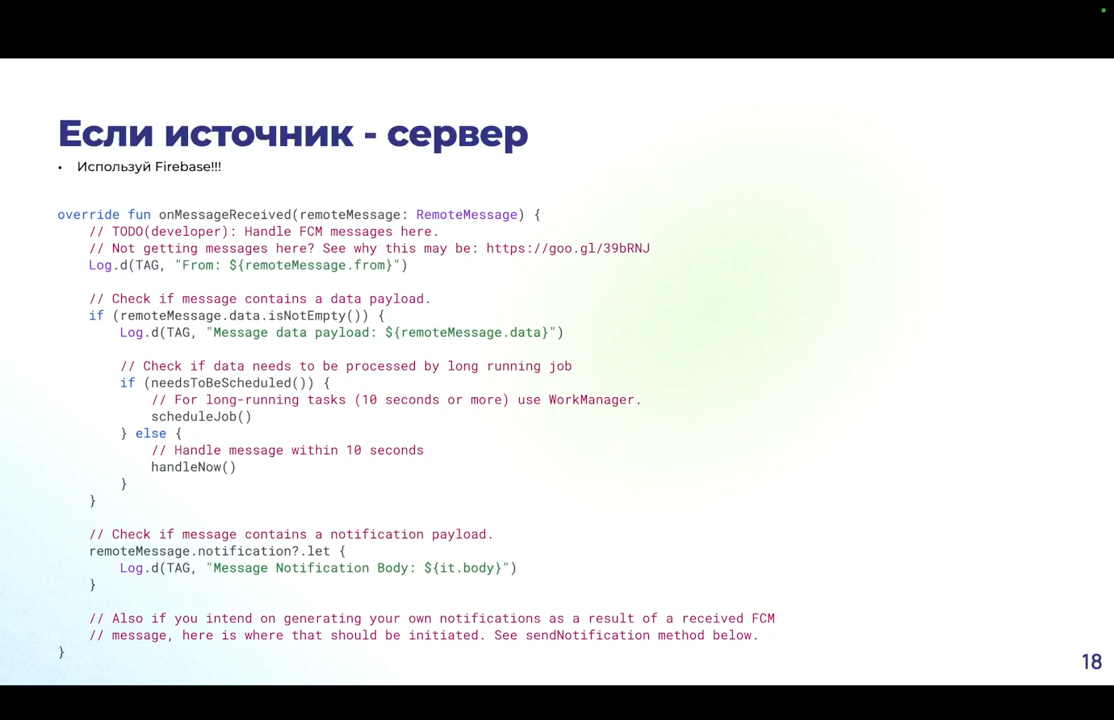 Если источник - сервер
• Используй Firebase!!!
override fun onMessageReceived(remoteMessage: RemoteMessage) {
    // TODO(developer): Handle FCM messages here.
    // Not getting messages here? See why this may be: https://goo.gl/39bRNJ
    Log.d(TAG, "From: ${remoteMessage.from}")
    // Check if message contains a data payload.
    if (remoteMessage.data.isNotEmpty()) {
        Log.d(TAG, "Message data payload: ${remoteMessage.data}")
        // Check if data needs to be processed by long running job
        if (needsToBeScheduled()) {
            // For long-running tasks (10 seconds or more) use WorkManager.
            scheduleJob()
        } else {
            // Handle message within 10 seconds
            handleNow()
        }
    }
    // Check if message contains a notification payload.
    remoteMessage.notification?.let {
        Log.d(TAG, "Message Notification Body: ${it.body}")
    }
    // Also if you intend on generating your own notifications as a result of a received FCM
    // message, here is where that should be initiated. See sendNotification method below.
}
18